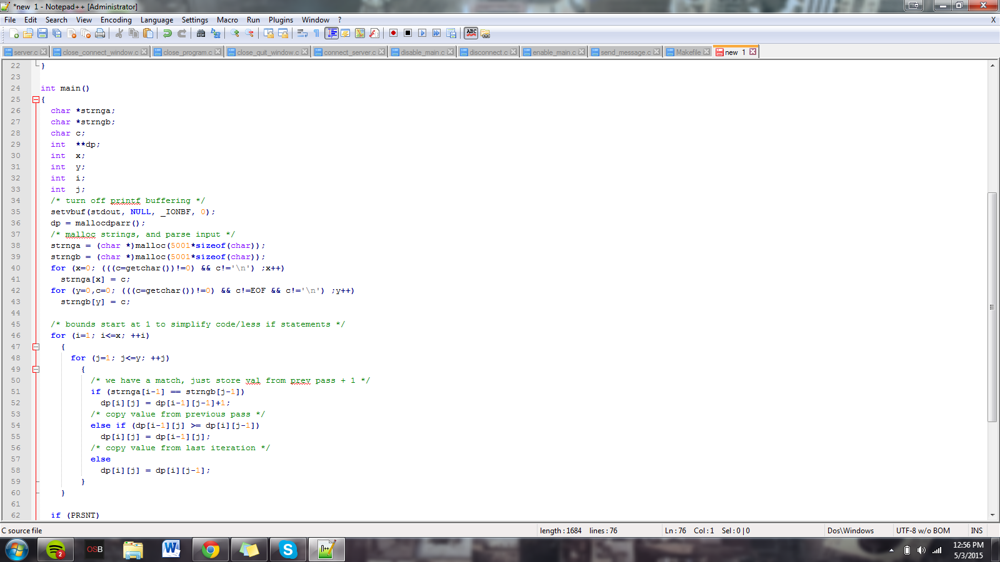 *new  1 - Notepad++ [Administrator]
File Edit Search View Encoding Language Settings Macro Run Plugins Window ? X
ABC
server.c close_connect_window.c close_program.c close_quit_window.c connect_server.c disable_main.c disconnect.c enable_main.c send_message.c Makefile new  1
22 }
23
24 int main()
25 {
26   char *strnga;
27   char *strngb;
28   char c;
29   int  **dp;
30   int  x;
31   int  y;
32   int  i;
33   int  j;
34   /* turn off printf buffering */
35   setvbuf(stdout, NULL, _IONBF, 0);
36   dp = mallocdparr();
37   /* malloc strings, and parse input */
38   strnga = (char *)malloc(5001*sizeof(char));
39   strngb = (char *)malloc(5001*sizeof(char));
40   for (x=0; (((c=getchar())!=0) && c!='\n') ;x++)
41     strnga[x] = c;
42   for (y=0,c=0; (((c=getchar())!=0) && c!=EOF && c!='\n') ;y++)
43     strngb[y] = c;
44
45   /* bounds start at 1 to simplify code/less if statements */
46   for (i=1; i<=x; ++i)
47     {
48       for (j=1; j<=y; ++j)
49         {
50           /* we have a match, just store val from prev pass + 1 */
51           if (strnga[i-1] == strngb[j-1])
52             dp[i][j] = dp[i-1][j-1]+1;
53           /* copy value from previous pass */
54           else if (dp[i-1][j] >= dp[i][j-1])
55             dp[i][j] = dp[i-1][j];
56           /* copy value from last iteration */
57           else
58             dp[i][j] = dp[i][j-1];
59         }
60     }
61
62   if (PRSNT)
C source file length : 1684 lines : 76 Ln : 76 Col : 1 Sel : 0 | 0 Dos\Windows UTF-8 w/o BOM INS
2 OSB W S n++ 12:56 PM
5/3/2015